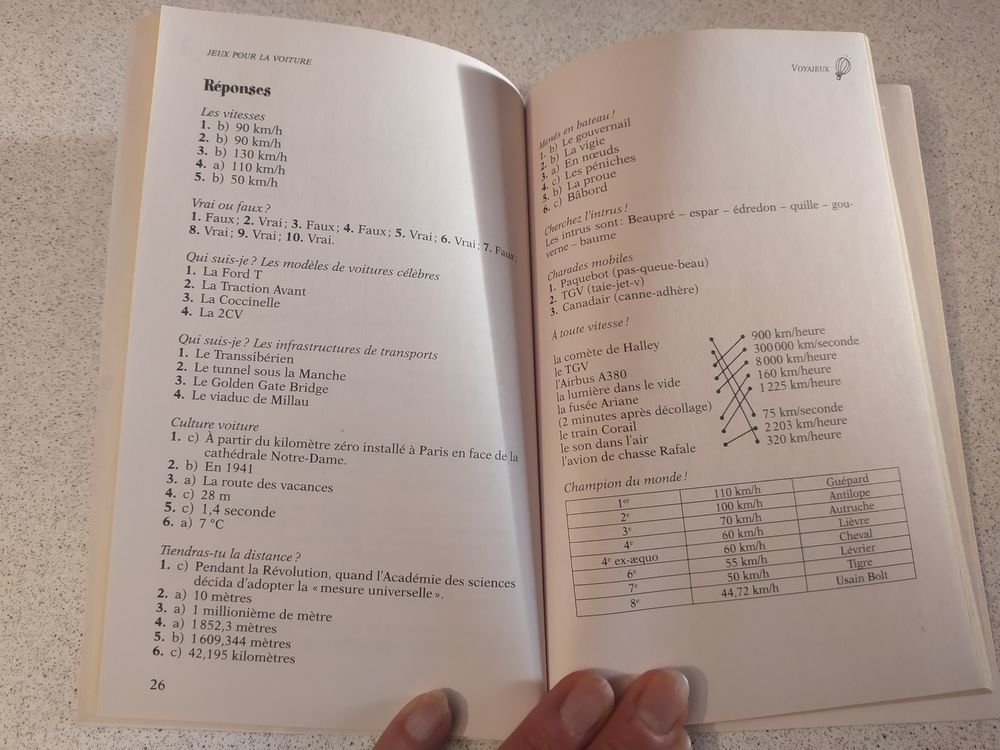 JEUX POUR LA VOITURE
Réponses
Les vitesses
1. b) 90 km/h
2. b) 90 km/h
3. b) 130 km/h
4. a) 110 km/h
5. b) 50 km/h
Vrai ou faux ?
1. Faux ; 2. Vrai ; 3. Faux ; 4. Faux ; 5. Vrai ; 6. Vrai ; 7. Faux ;
8. Vrai ; 9. Vrai ; 10. Vrai.
Qui suis-je ? Les modèles de voitures célèbres
1. La Ford T
2. La Traction Avant
3. La Coccinelle
4. La 2CV
Qui suis-je ? Les infrastructures de transports
1. Le Transsibérien
2. Le tunnel sous la Manche
3. Le Golden Gate Bridge
4. Le viaduc de Millau
Culture voiture
1. c) À partir du kilomètre zéro installé à Paris en face de la
cathédrale Notre-Dame.
2. b) En 1941
3. a) La route des vacances
4. c) 28 m
5. c) 1,4 seconde
6. a) 7 °C
Tiendras-tu la distance ?
1. c) Pendant la Révolution, quand l'Académie des sciences
décida d'adopter la « mesure universelle ».
2. a) 10 mètres
3. a) 1 millionième de mètre
4. a) 1 852,3 mètres
5. b) 1 609,344 mètres
6. c) 42,195 kilomètres
26
VOYAJEUX
Menés en bateau !
1. b) Le gouvernail
2. b) La vigie
3. a) En nœuds
4. c) Les péniches
5. b) La proue
6. c) Bâbord
Cherchez l'intrus !
Les intrus sont : Beaupré – espar – édredon – quille – gou-
verne – baume
Charades mobiles
1. Paquebot (pas-queue-beau)
2. TGV (taie-jet-v)
3. Canadair (canne-adhère)
À toute vitesse !
la comète de Halley
le TGV
l'Airbus A380
la lumière dans le vide
la fusée Ariane
(2 minutes après décollage)
le train Corail
le son dans l'air
l'avion de chasse Rafale
900 km/heure
300 000 km/seconde
8 000 km/heure
160 km/heure
1 225 km/heure
75 km/seconde
2 203 km/heure
320 km/heure
Champion du monde !
1er 110 km/h Guépard
2e 100 km/h Antilope
3e 70 km/h Autruche
4e 60 km/h Lièvre
4e ex-æquo 60 km/h Cheval
6e 55 km/h Lévrier
7e 50 km/h Tigre
8e 44,72 km/h Usain Bolt